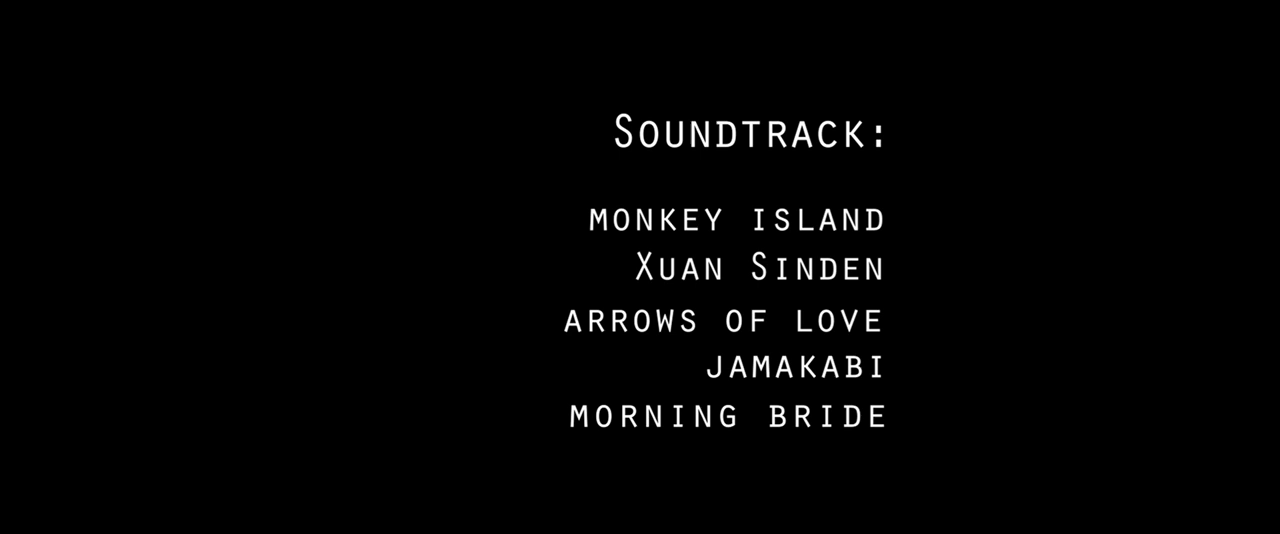 Soundtrack:
monkey island
Xuan Sinden
arrows of love
jamakabi
morning bride